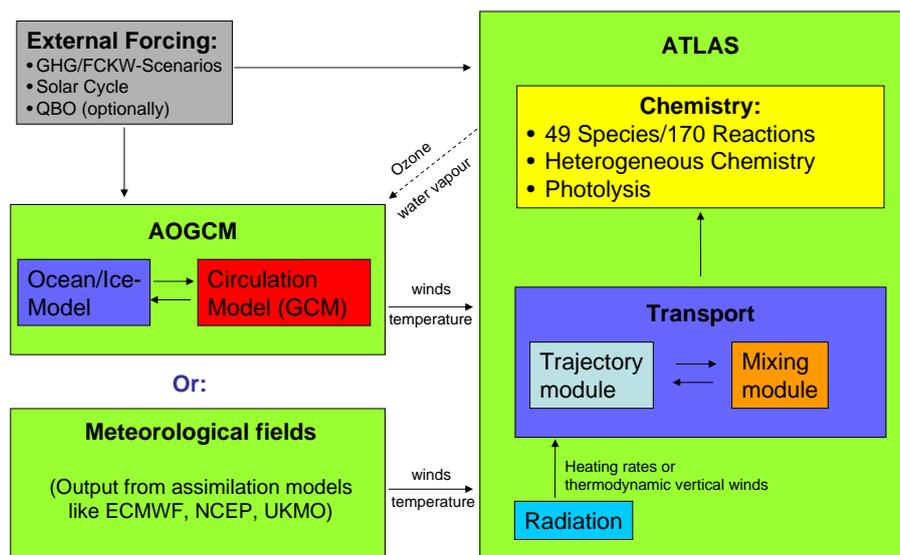 External Forcing:
• GHG/FCKW-Scenarios
• Solar Cycle
• QBO (optionally)
ATLAS
Chemistry:
• 49 Species/170 Reactions
• Heterogeneous Chemistry
• Photolysis
Ozone
water vapour
AOGCM
Ocean/Ice-
Model
Circulation
Model (GCM)
winds
temperature
Transport
Trajectory
module
Mixing
module
Or:
Meteorological fields
(Output from assimilation models
like ECMWF, NCEP, UKMO)
winds
temperature
Heating rates or
thermodynamic vertical winds
Radiation